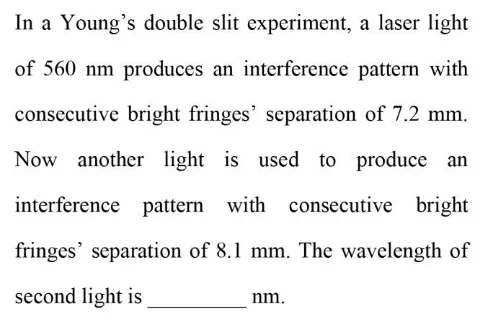 In a Young’s double slit experiment, a laser light
of 560 nm produces an interference pattern with
consecutive bright fringes’ separation of 7.2 mm.
Now another light is used to produce an
interference pattern with consecutive bright
fringes’ separation of 8.1 mm. The wavelength of
second light is __________ nm.